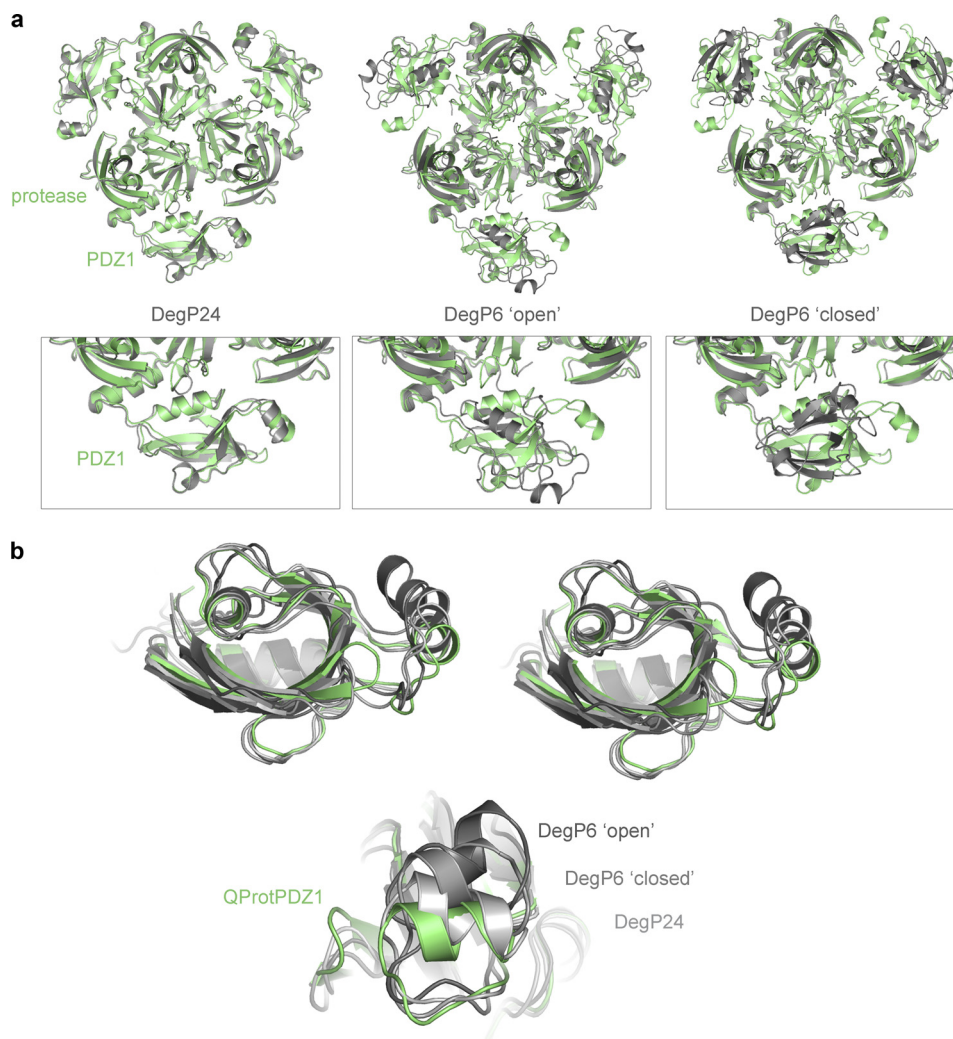 a
protease
PDZ1
DegP24
DegP6 ‘open’
DegP6 ‘closed’
PDZ1
b
DegP6 ‘open’
DegP6 ‘closed’
QProtPDZ1
DegP24